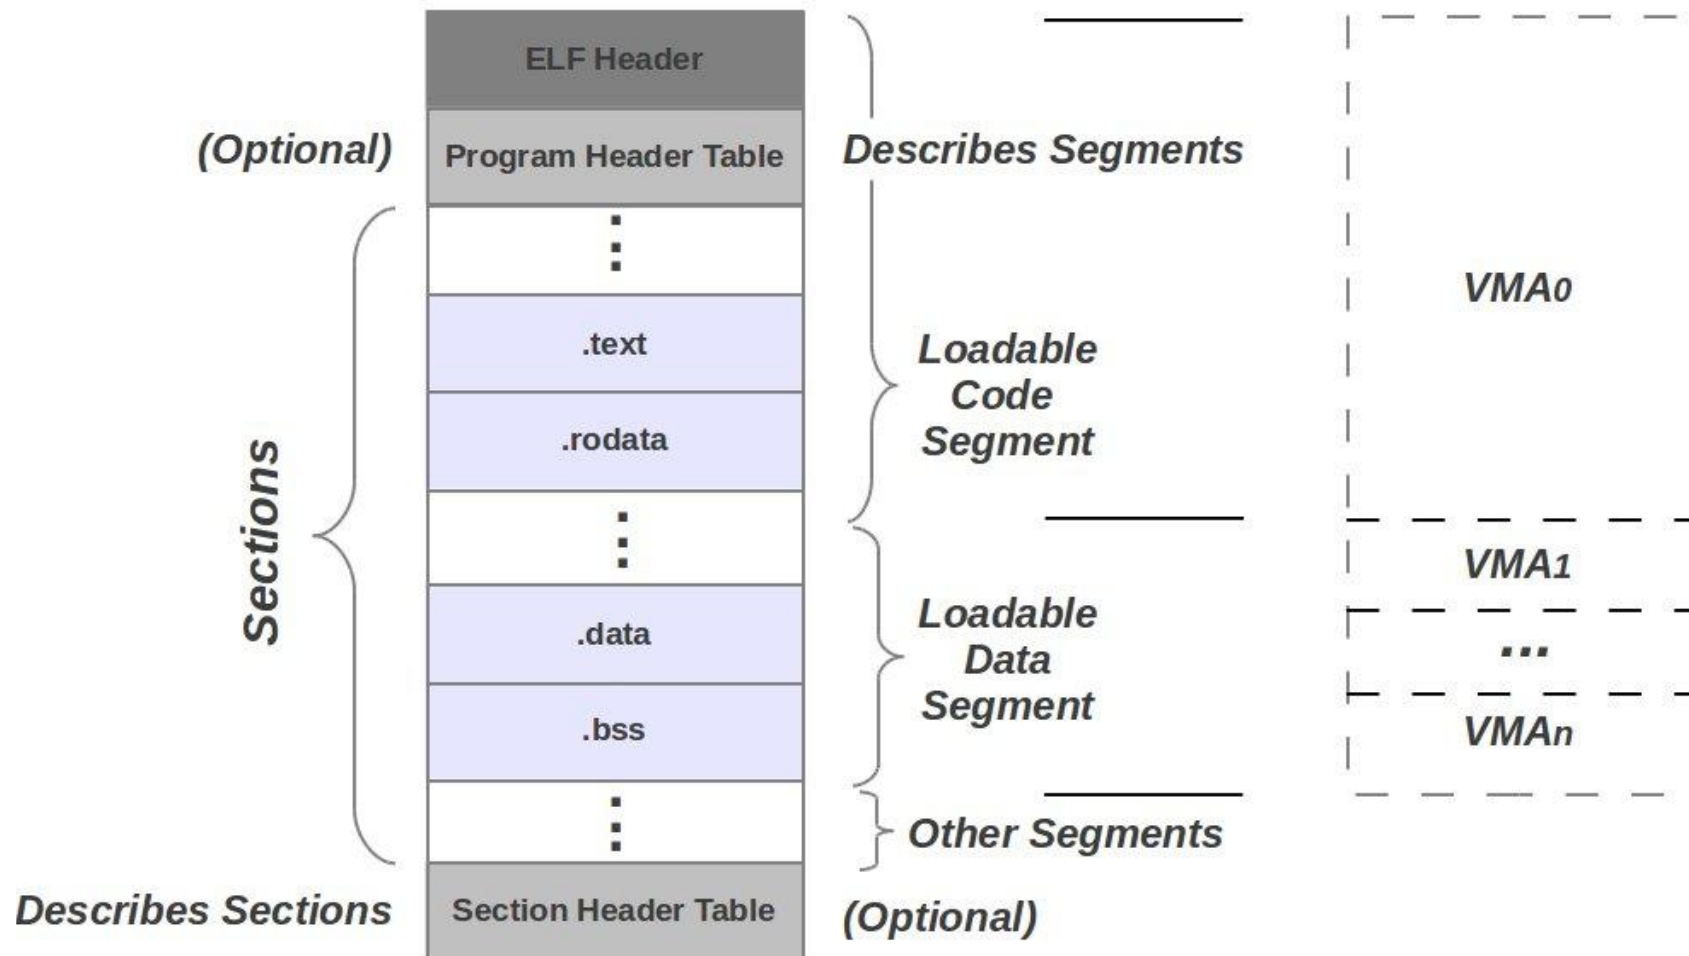 ELF Header
(Optional)
Program Header Table
Describes Segments
.text
.rodata
Loadable
Code
Segment
VMA0
VMA1
...
VMAn
Sections
.data
.bss
Loadable
Data
Segment
Other Segments
Describes Sections
Section Header Table
(Optional)